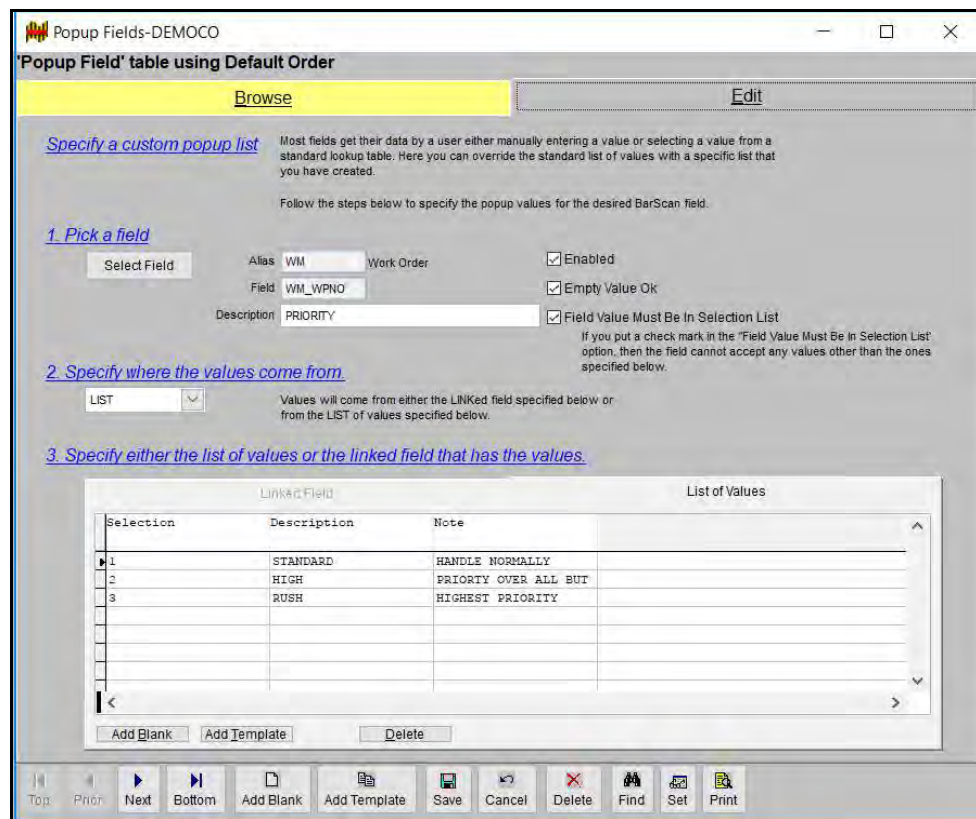 Popup Fields-DEMOCO
'Popup Field' table using Default Order
Browse
Edit
Specify a custom popup list
Most fields get their data by a user either manually entering a value or selecting a value from a
standard lookup table. Here you can override the standard list of values with a specific list that
you have created.
Follow the steps below to specify the popup values for the desired BarScan field.
1. Pick a field
Select Field
Alias WM Work Order
Enabled
Field WM_WPNO
Empty Value Ok
Description PRIORITY
Field Value Must Be In Selection List
If you put a check mark in the "Field Value Must Be In Selection List'
option, then the field cannot accept any values other than the ones
specified below.
2. Specify where the values come from.
LIST
Values will come from either the LINKed field specified below or
from the LIST of values specified below.
3. Specify either the list of values or the linked field that has the values.
Linked Field
List of Values
Selection Description Note
1 STANDARD HANDLE NORMALLY
2 HIGH PRIORTY OVER ALL BUT
3 RUSH HIGHEST PRIORITY
Add Blank Add Template Delete
Top Prior Next Bottom Add Blank Add Template Save Cancel Delete Find Set Print